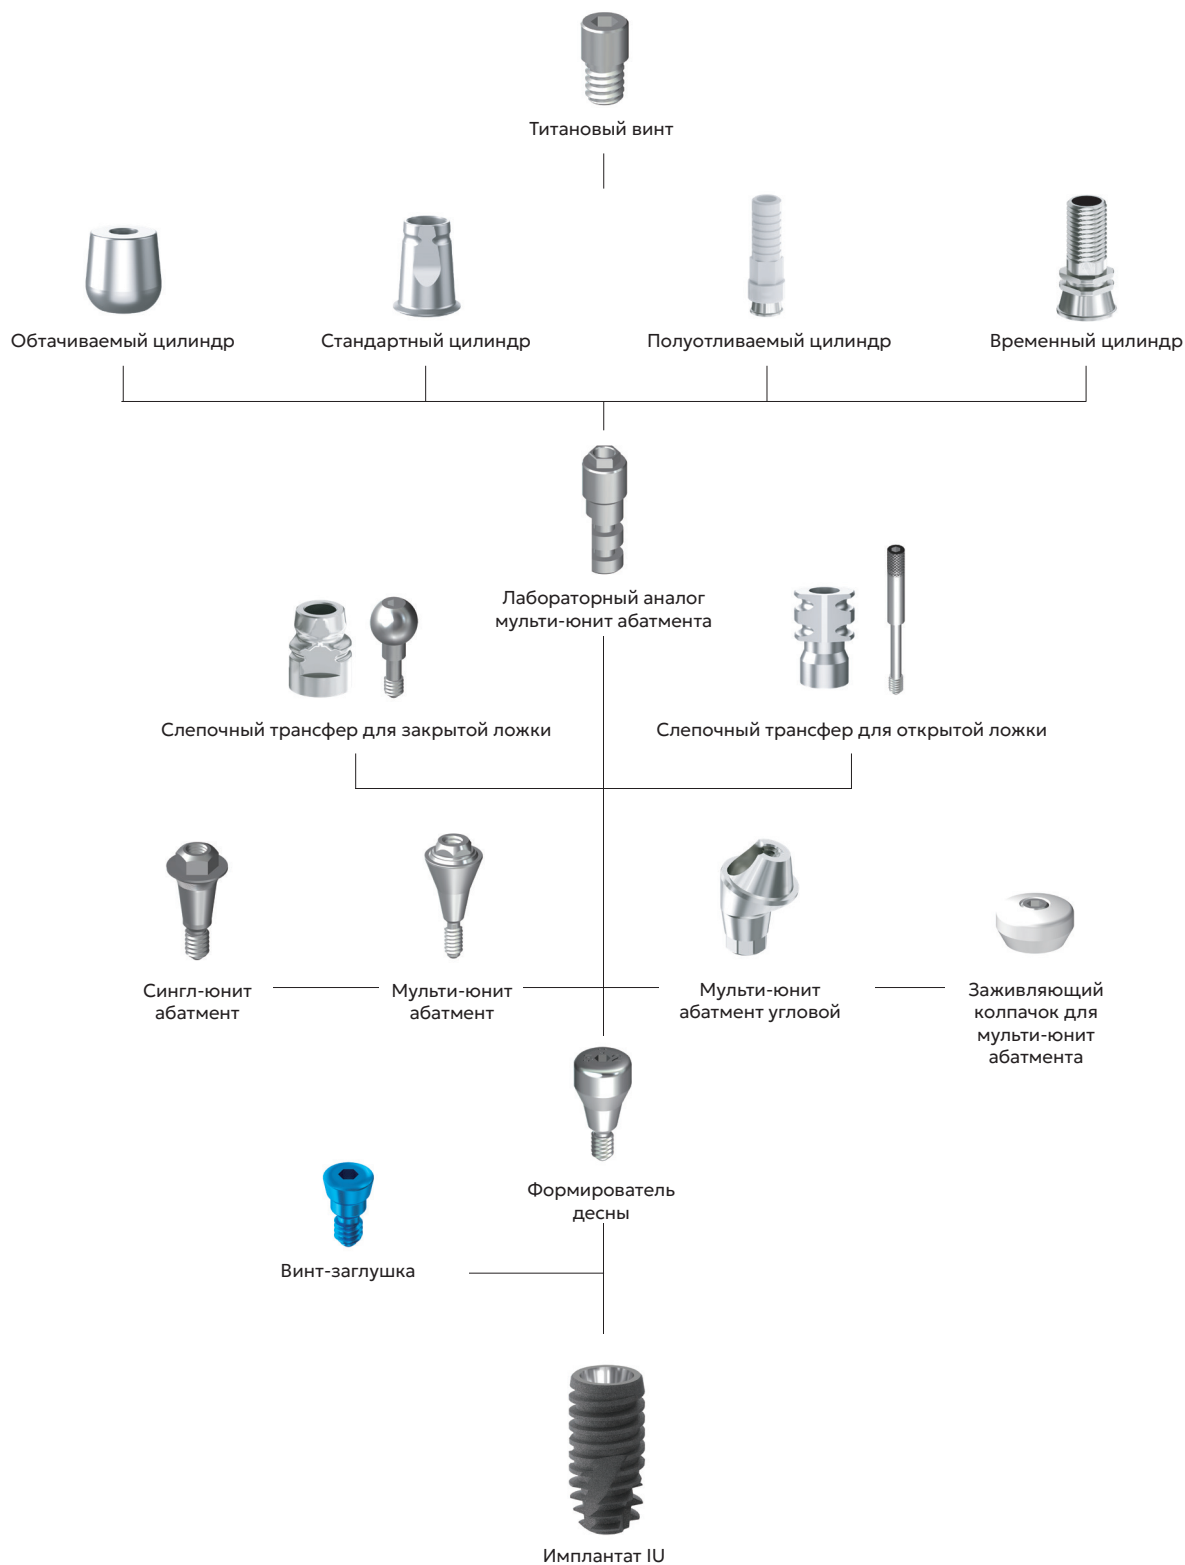 Титановый винт
Обтачиваемый цилиндр
Стандартный цилиндр
Полуотливаемый цилиндр
Временный цилиндр
Лабораторный аналог
мульти-юнит абатмента
Слепочный трансфер для закрытой ложки
Слепочный трансфер для открытой ложки
Сингл-юнит
абатмент
Мульти-юнит
абатмент
Мульти-юнит
абатмент угловой
Заживляющий
колпачок для
мульти-юнит
абатмента
Формирователь
десны
Винт-заглушка
Имплантат IU